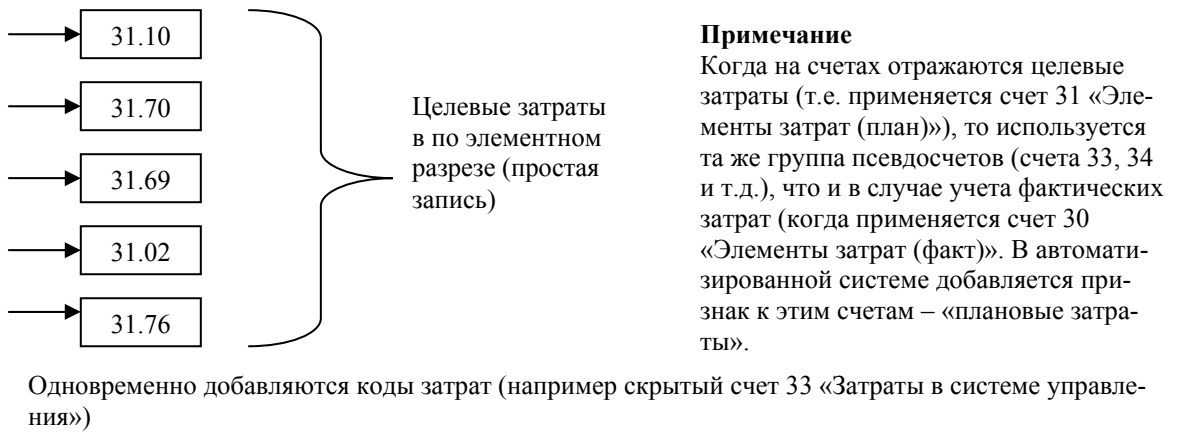 31.10
31.70
31.69
31.02
31.76
Целевые затраты
в по элементном
разрезе (простая
запись)
Примечание
Когда на счетах отражаются целевые
затраты (т.е. применяется счет 31 «Эле-
менты затрат (план)»), то используется
та же группа псевдосчетов (счета 33, 34
и т.д.), что и в случае учета фактических
затрат (когда применяется счет 30
«Элементы затрат (факт)». В автомати-
зированной системе добавляется при-
знак к этим счетам – «плановые затра-
ты».
Одновременно добавляются коды затрат (например скрытый счет 33 «Затраты в системе управле-
ния»)